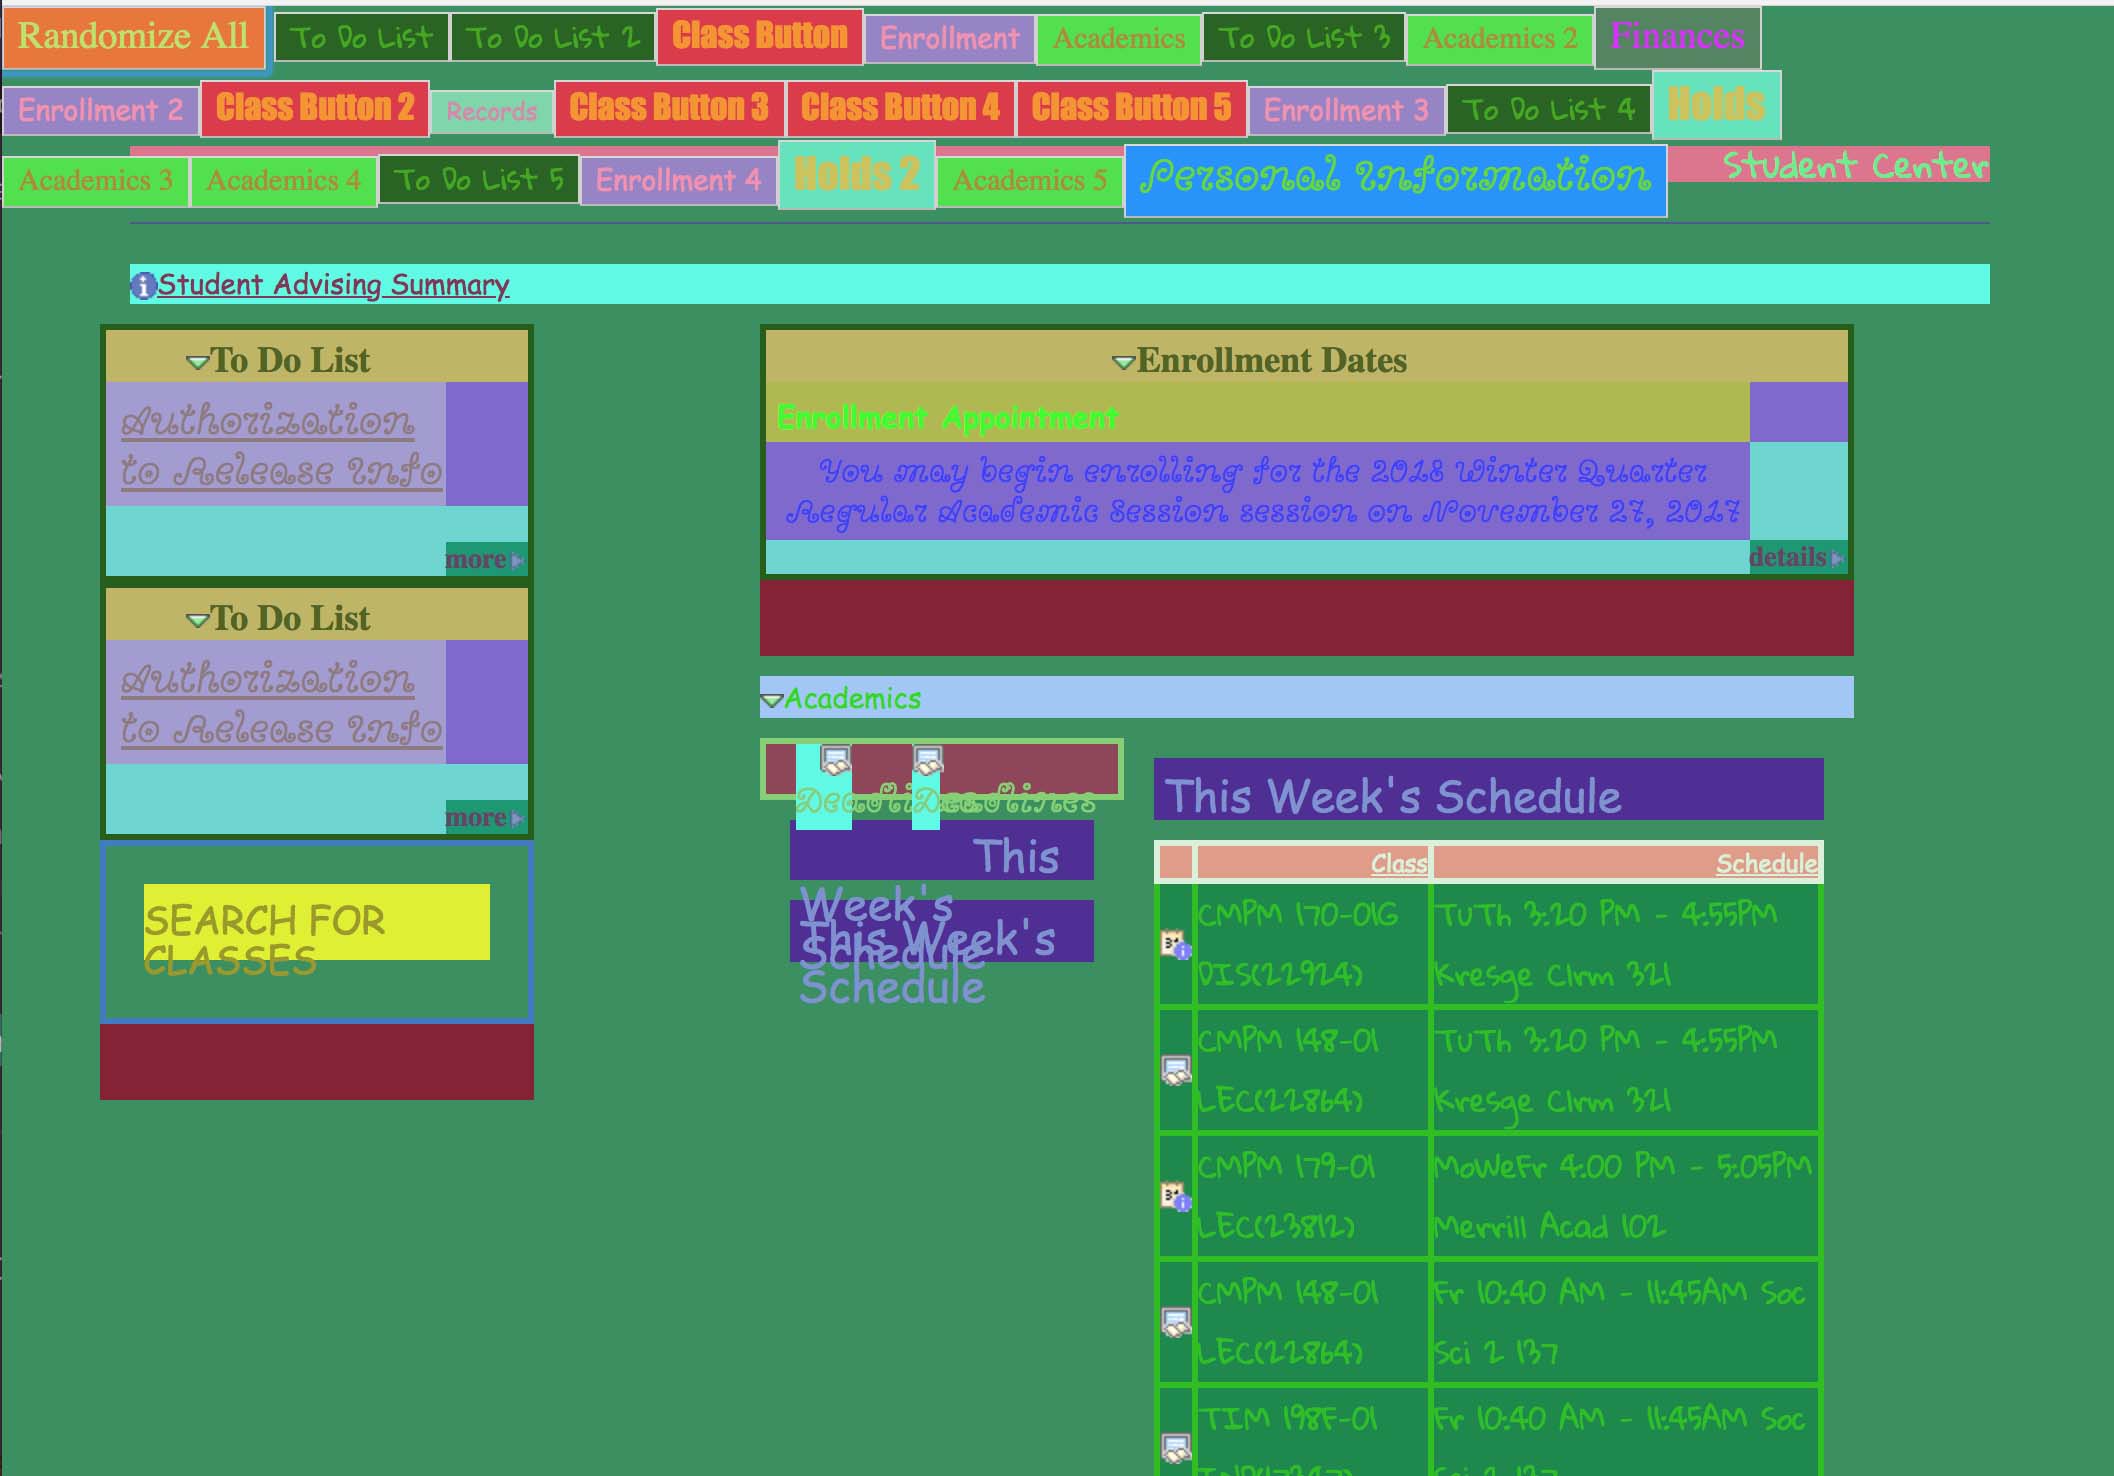 Randomize All To Do List To Do List 2 Class Button Enrollment Academics To Do List 3 Academics 2 Finances
Enrollment 2 Class Button 2 Records Class Button 3 Class Button 4 Class Button 5 Enrollment 3 To Do List 4 Holds
Academics 3 Academics 4 To Do List 5 Enrollment 4 Holds 2 Academics 5 Personal Information Student Center
Student Advising Summary
To Do List
Authorization
to Release Info
more
To Do List
Authorization
to Release Info
more
SEARCH FOR
CLASSES
Enrollment Dates
Enrollment Appointment
You may begin enrolling for the 2018 Winter Quarter
Regular Academic Session session on November 27, 2017
details
Academics
Deadlines Deadlines
This
Week's
Schedule
This Week's
Schedule
This Week's Schedule
Class Schedule
CMPM 170-01G TuTh 3:20 PM - 4:55PM
DIS(22924) Kresge Clrm 321
CMPM 148-01 TuTh 3:20 PM - 4:55PM
LEC(22864) Kresge Clrm 321
CMPM 179-01 MoWeFr 4:00 PM - 5:05PM
LEC(23812) Merrill Acad 102
CMPM 148-01 Fr 10:40 AM - 11:45AM Soc
LEC(22864) Sci 2 137
TIM 198F-01 Fr 10:40 AM - 11:45AM Soc